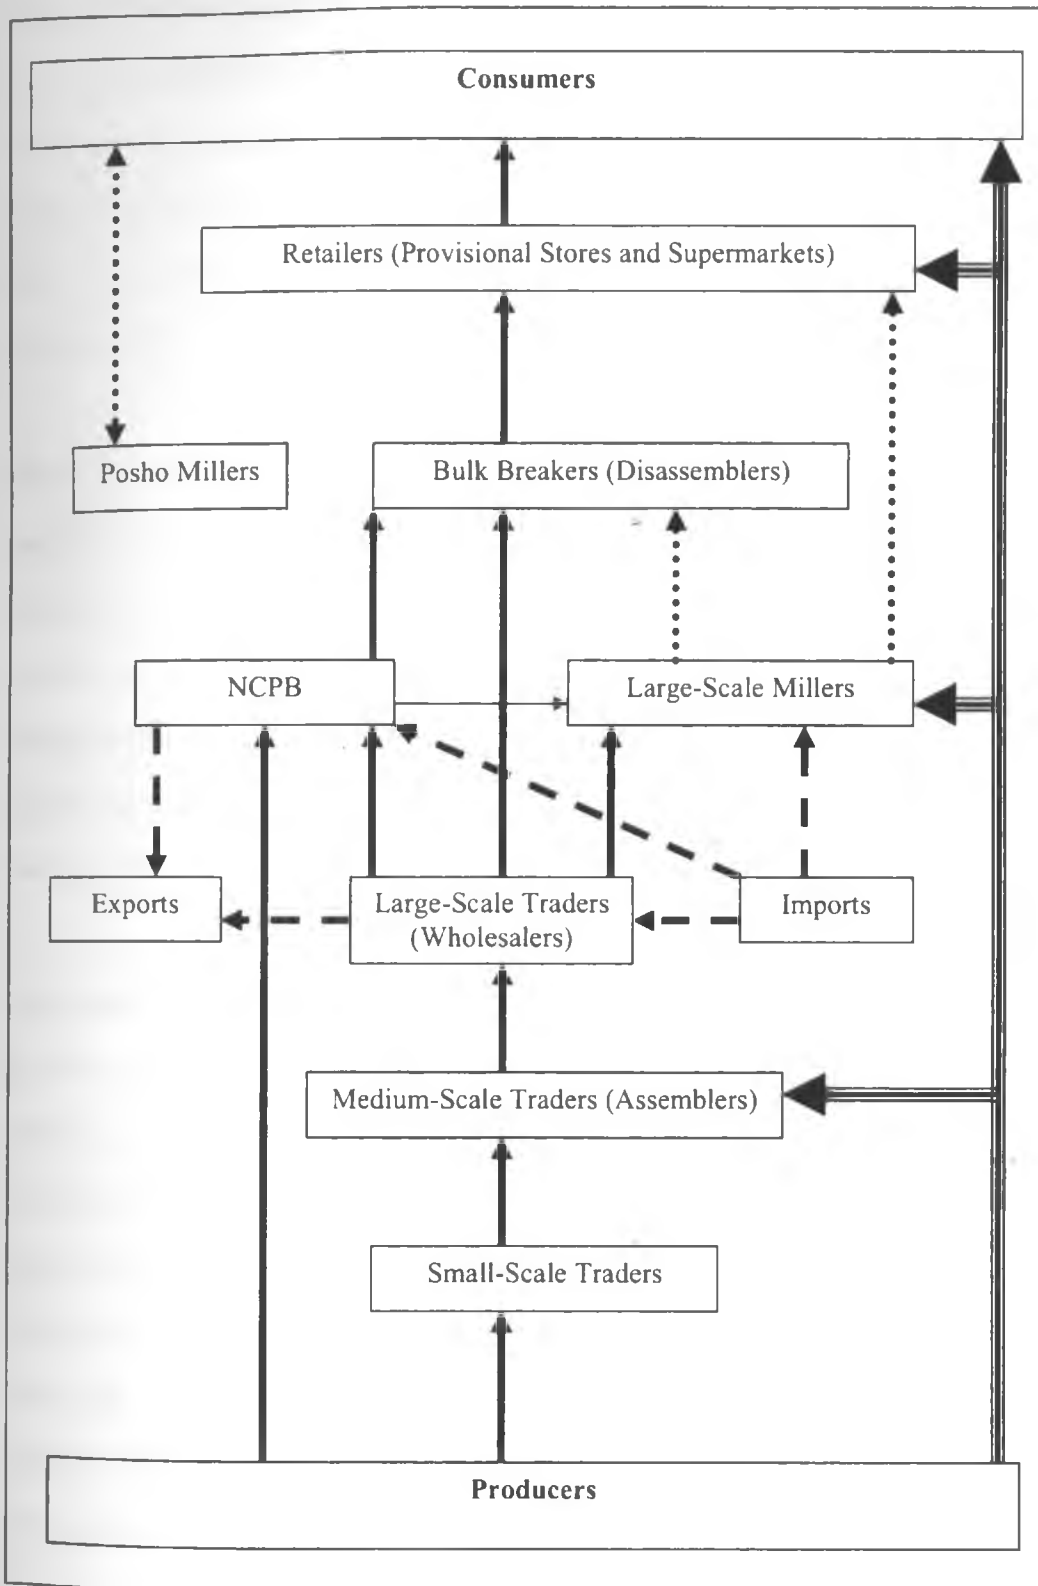 Consumers
Retailers (Provisional Stores and Supermarkets)
Posho Millers
Bulk Breakers (Disassemblers)
NCPB
Large-Scale Millers
Exports
Large-Scale Traders
(Wholesalers)
Imports
Medium-Scale Traders (Assemblers)
Small-Scale Traders
Producers